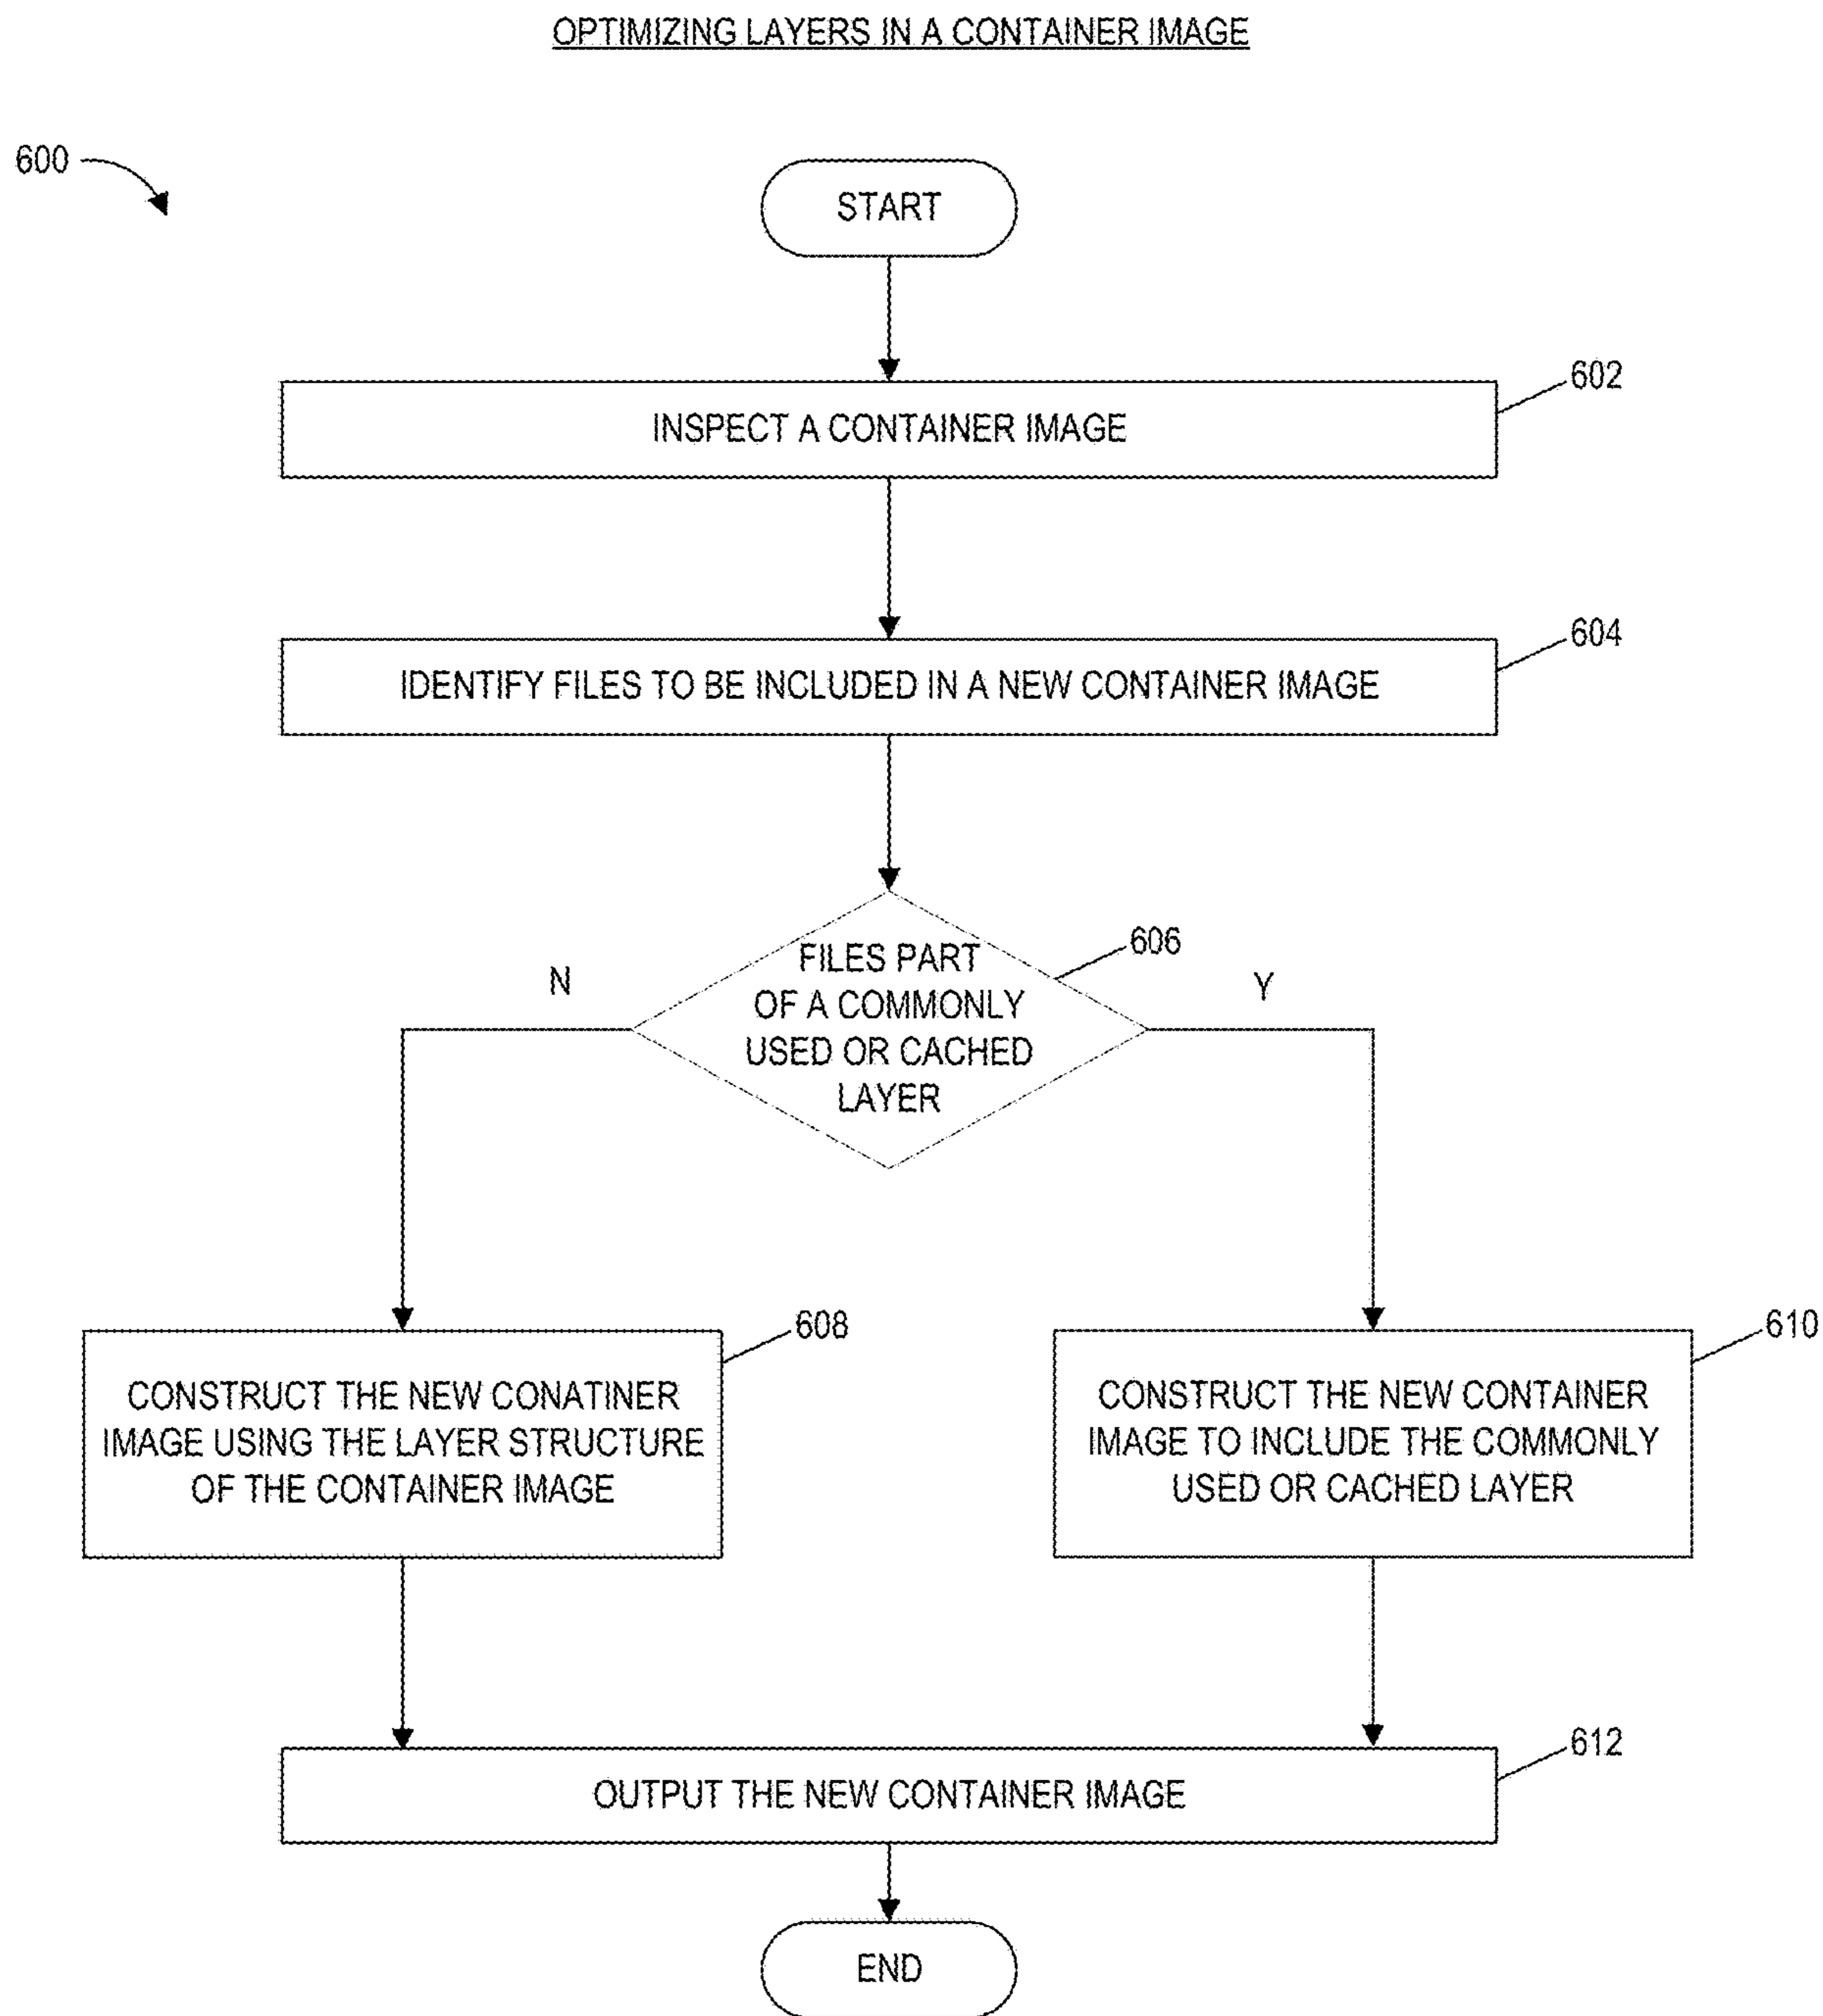 OPTIMIZING LAYERS IN A CONTAINER IMAGE
600
START
602
INSPECT A CONTAINER IMAGE
604
IDENTIFY FILES TO BE INCLUDED IN A NEW CONTAINER IMAGE
606
FILES PART
OF A COMMONLY
USED OR CACHED
LAYER
N
Y
608
CONSTRUCT THE NEW CONATINER
IMAGE USING THE LAYER STRUCTURE
OF THE CONTAINER IMAGE
610
CONSTRUCT THE NEW CONTAINER
IMAGE TO INCLUDE THE COMMONLY
USED OR CACHED LAYER
612
OUTPUT THE NEW CONTAINER IMAGE
END